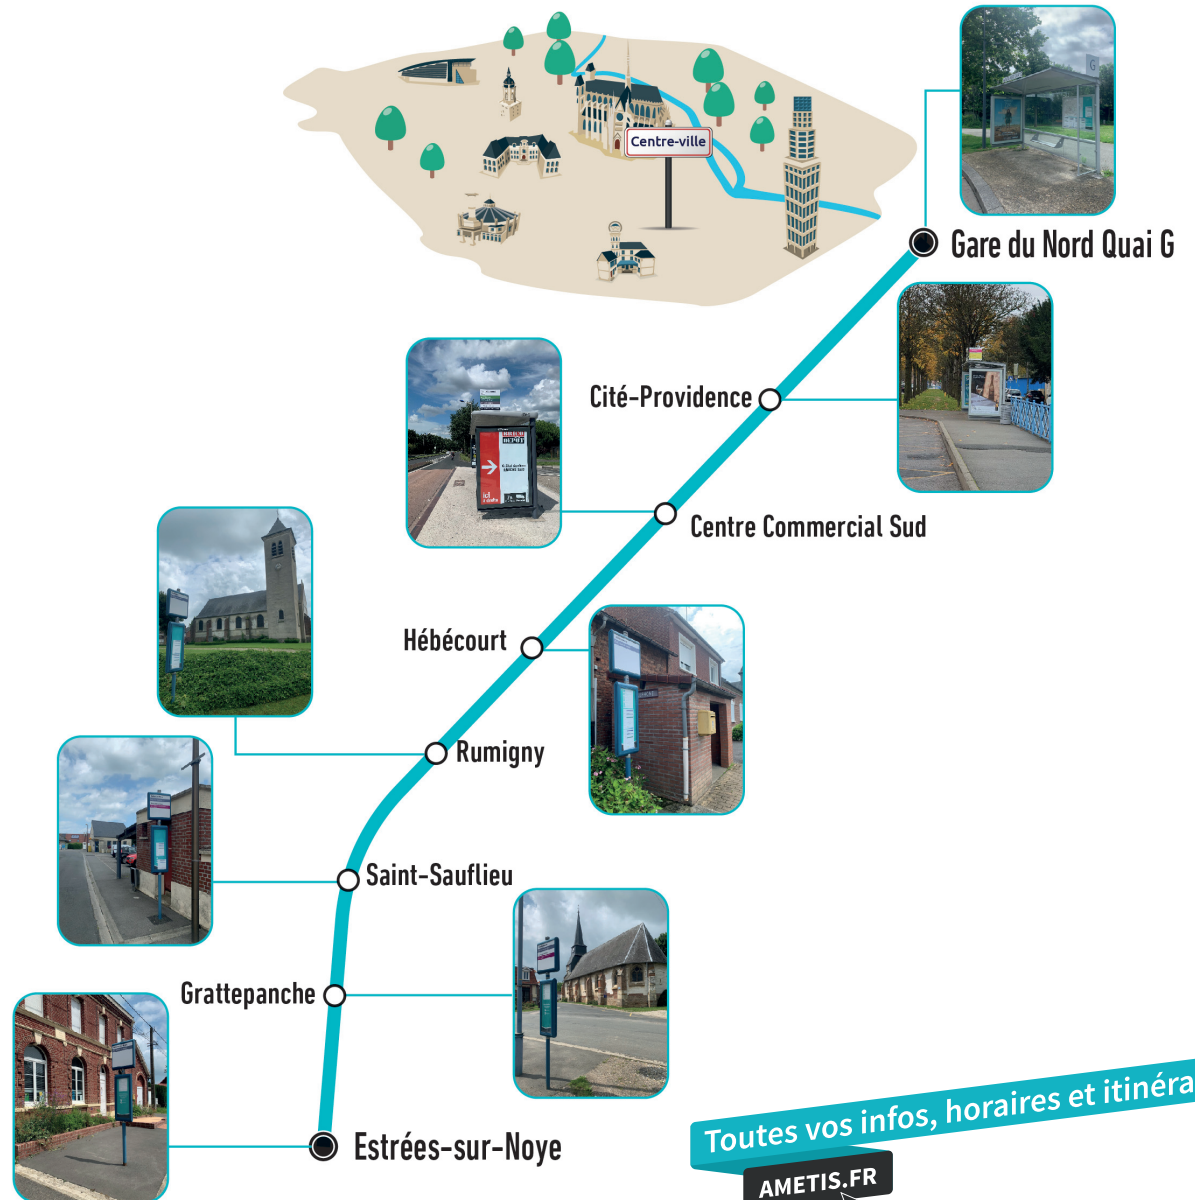 Centre-ville
G
Gare du Nord Quai G
Cité-Providence
Centre Commercial Sud
Hébécourt
Rumigny
Saint-Sauflieu
Grattepanche
Estrées-sur-Noye
Toutes vos infos, horaires et itinéra
AMETIS.FR